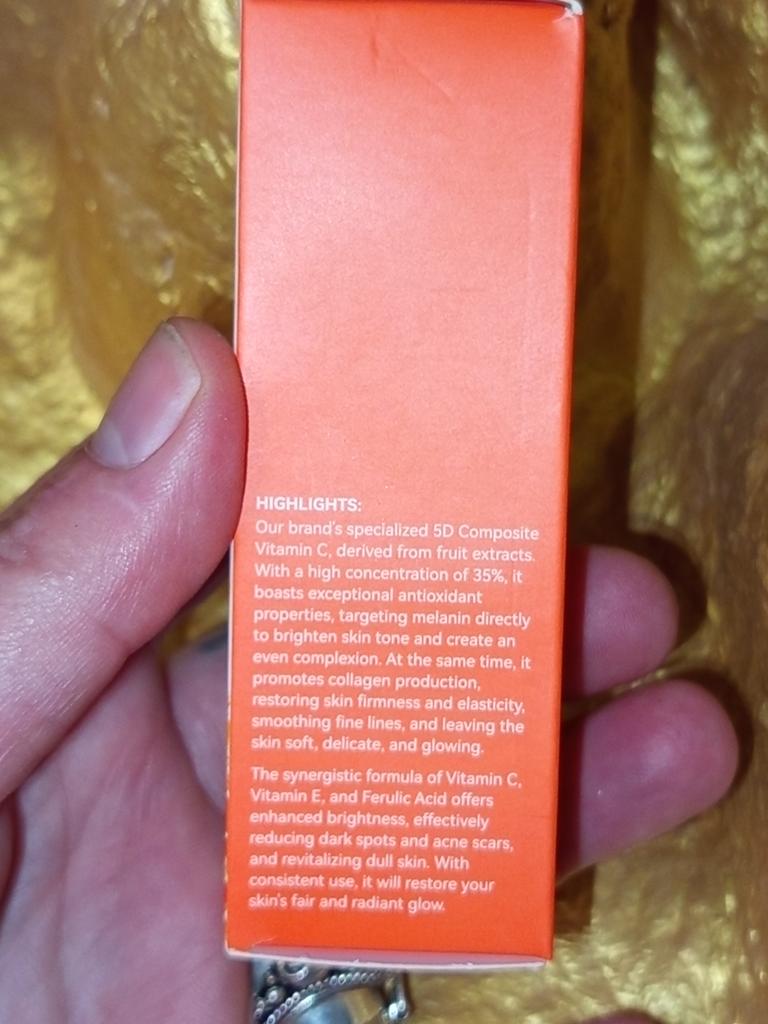 HIGHLIGHTS:
Our brand's specialized 5D Composite
Vitamin C, derived from fruit extracts.
With a high concentration of 35%, it
boasts exceptional antioxidant
properties, targeting melanin directly
to brighten skin tone and create an
even complexion. At the same time, it
promotes collagen production,
restoring skin firmness and elasticity,
smoothing fine lines, and leaving the
skin soft, delicate, and glowing.
The synergistic formula of Vitamin C,
Vitamin E, and Ferulic Acid offers
enhanced brightness, effectively
reducing dark spots and acne scars,
and revitalizing dull skin. With
consistent use, it will restore your
skin's fair and radiant glow.